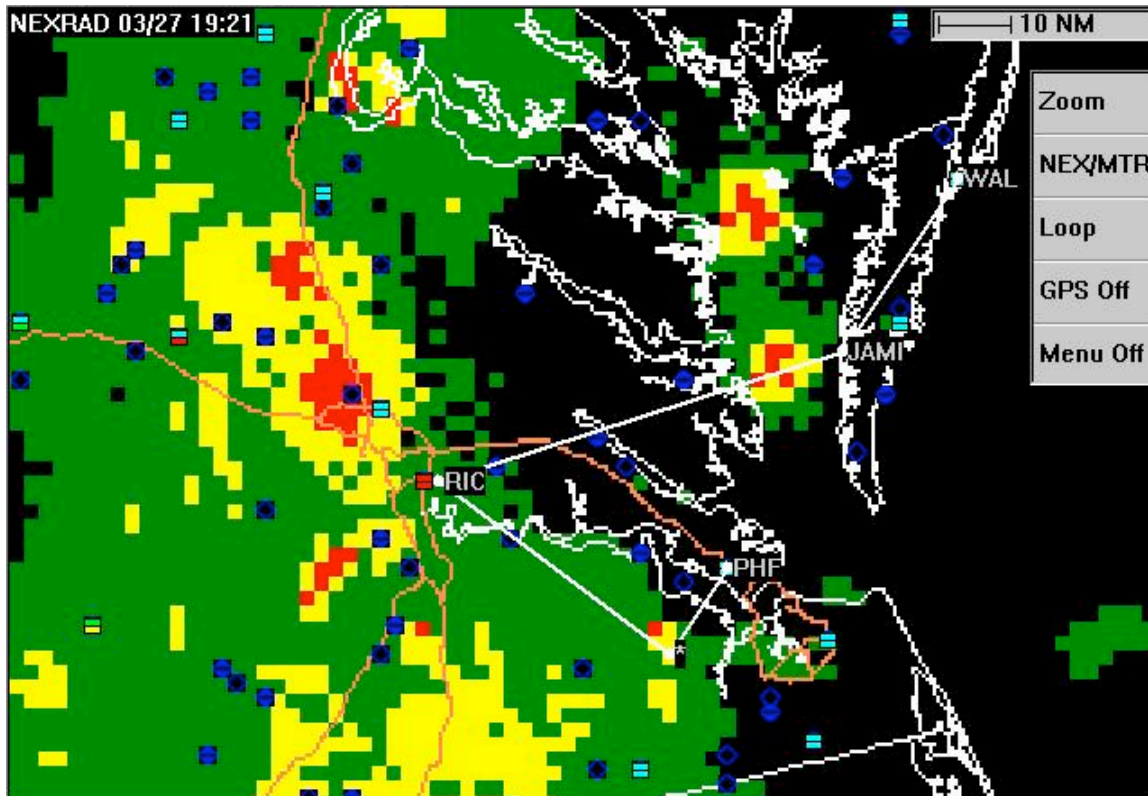 NEXRAD 03/27 19:21
10 NM
Zoom
NEX/MTR
Loop
GPS Off
Menu Off
WAL
JAMI
RIC
PHF
*